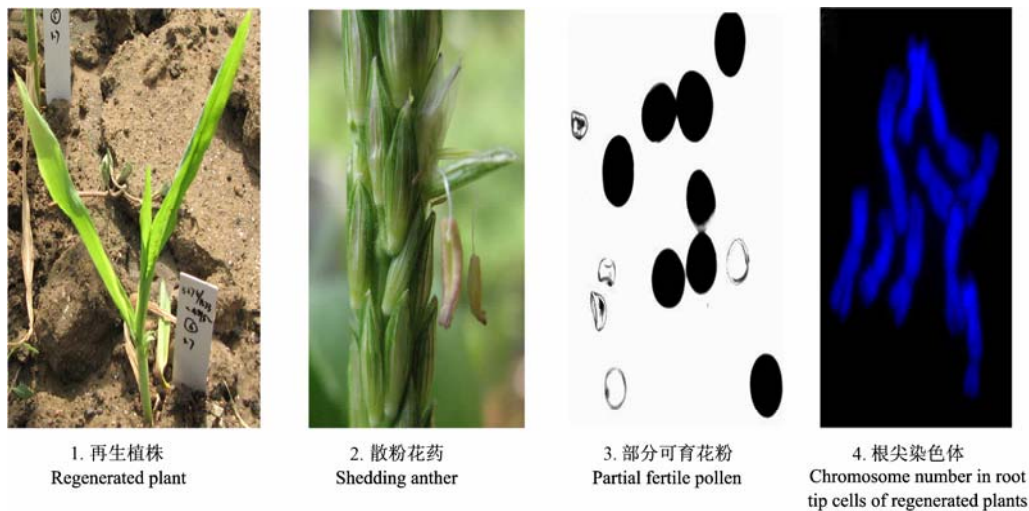 1. 再生植株
Regenerated plant
2. 散粉花药
Shedding anther
3. 部分可育花粉
Partial fertile pollen
4. 根尖染色体
Chromosome number in root
tip cells of regenerated plants